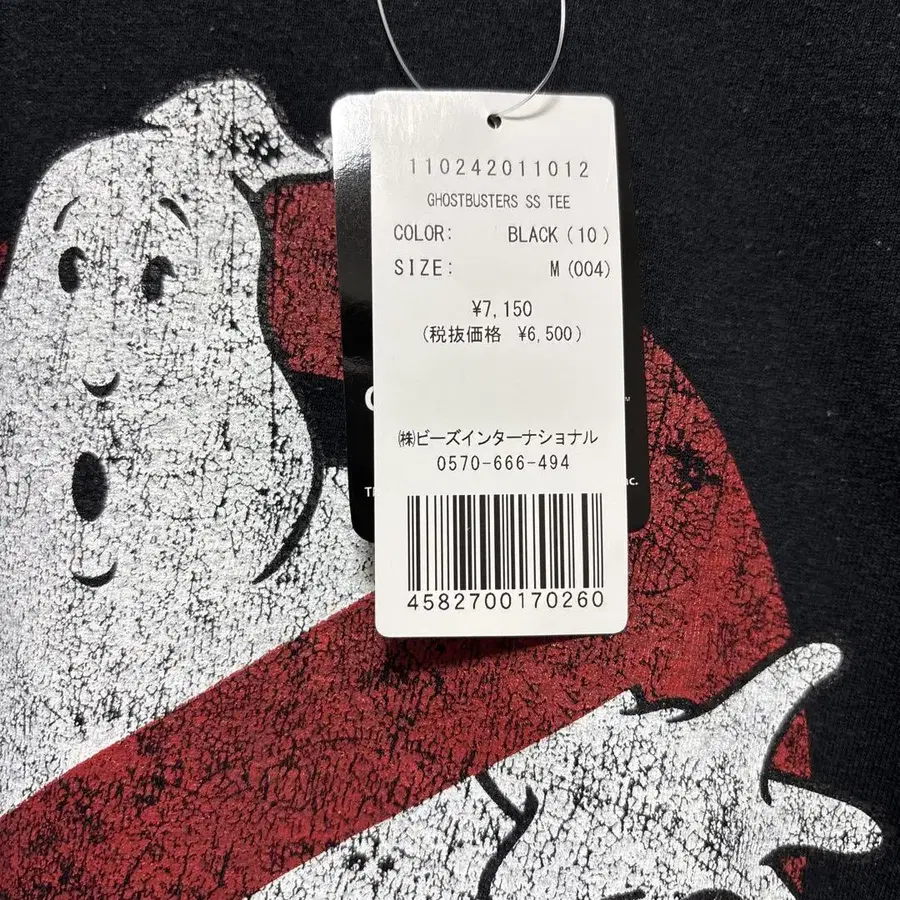 110242011012
GHOSTBUSTERS SS TEE
COLOR: BLACK(10)
SIZE: M(004)
¥7,150
(税抜価格 ¥6,500)
㈱ビーズインターナショナル
0570-666-494
4582700170260